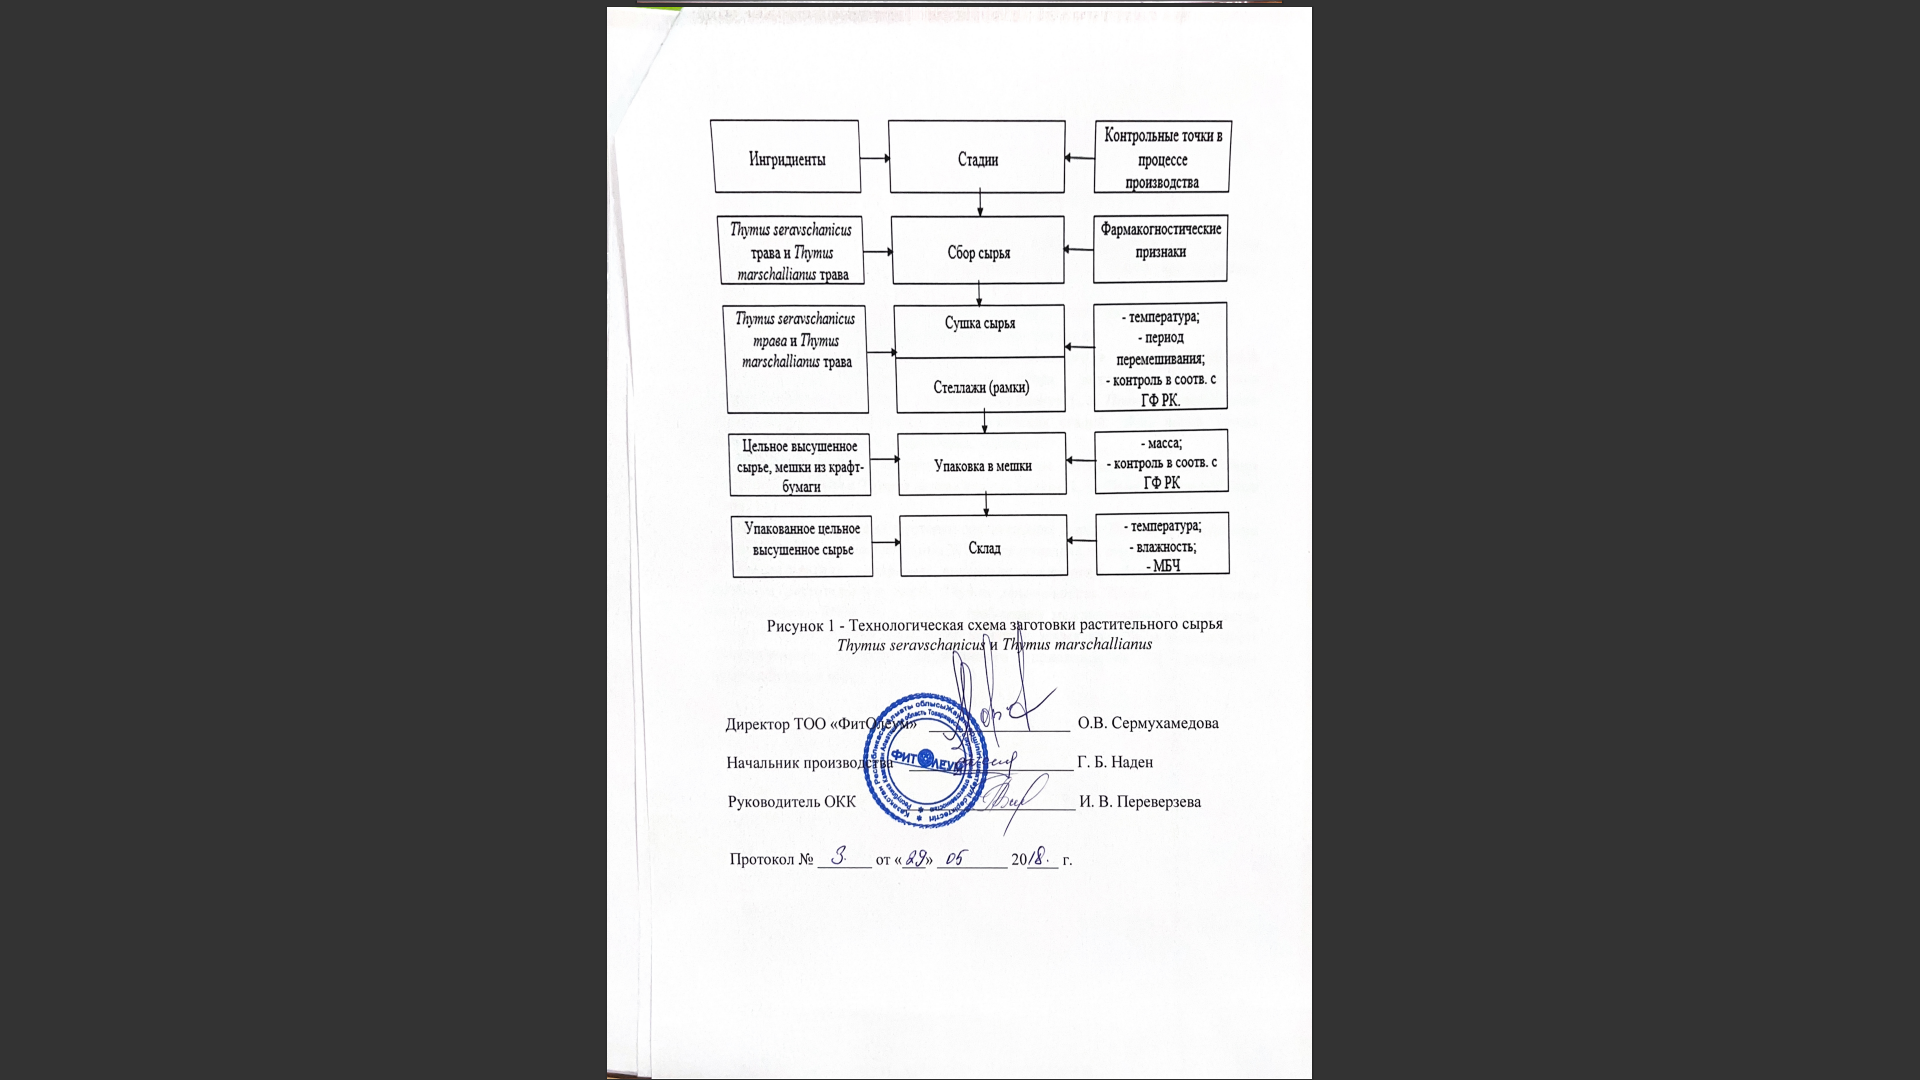 Ингридиенты
Стадии
Контрольные точки в
процессе
производства
Thymus seravschanicus
трава и Thymus
marschallianus трава
Сбор сырья
Фармакогностические
признаки
Thymus seravschanicus
трава и Thymus
marschallianus трава
Сушка сырья
Стеллажи (рамки)
- температура;
- период
перемешивания;
- контроль в соотв. с
ГФ РК.
Цельное высушенное
сырье, мешки из крафт-
бумаги
Упаковка в мешки
- масса;
- контроль в соотв. с
ГФ РК
Упакованное цельное
высушенное сырье
Склад
- температура;
- влажность;
- МБЧ
Рисунок 1 - Технологическая схема заготовки растительного сырья
Thymus seravschanicus и Thymus marschallianus
Директор ТОО «ФитОлеум» О.В. Сермухамедова
Начальник производства Г. Б. Наден
Руководитель ОКК И. В. Переверзева
ФИТОЛЕУМ
Протокол № 3. от «29» 05 2018. г.